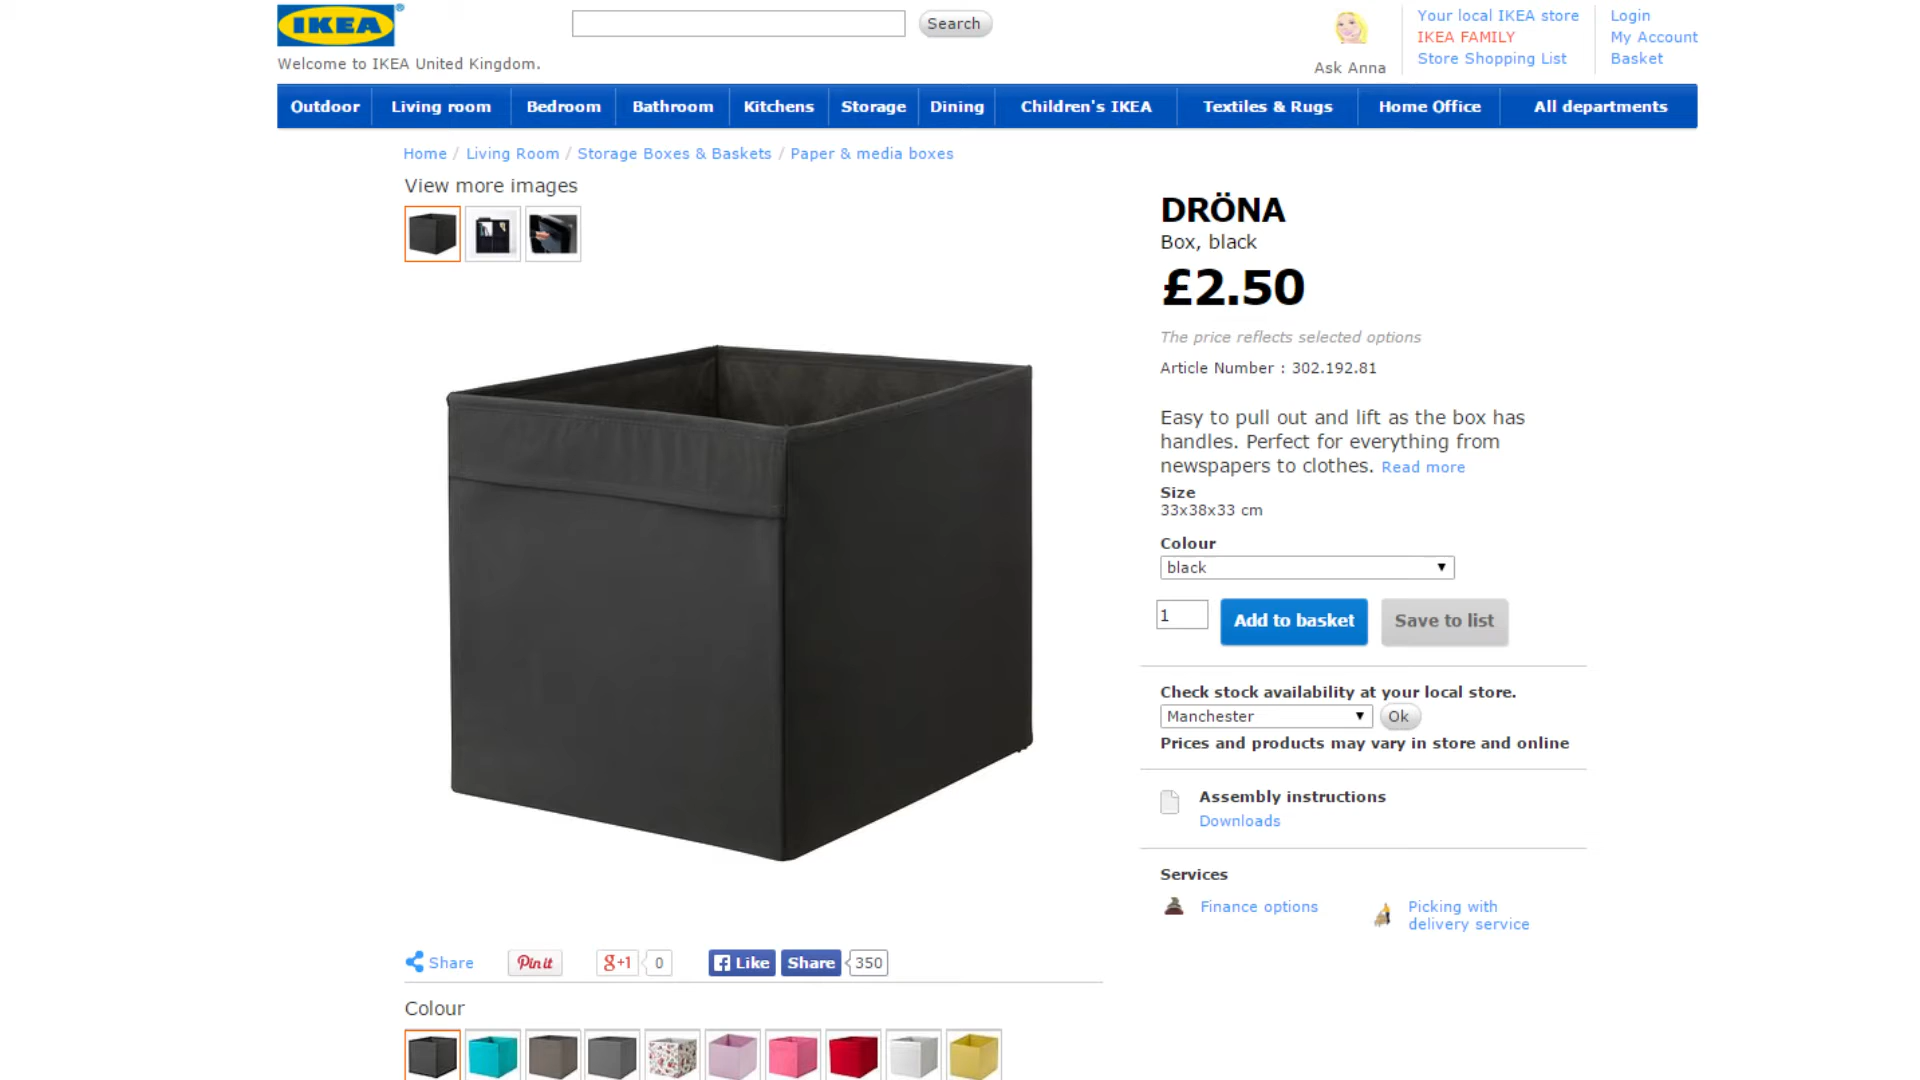 IKEA®
Search
Welcome to IKEA United Kingdom.
Ask Anna
Your local IKEA store
IKEA FAMILY
Store Shopping List
Login
My Account
Basket
Outdoor Living room Bedroom Bathroom Kitchens Storage Dining Children's IKEA Textiles & Rugs Home Office All departments
Home / Living Room / Storage Boxes & Baskets / Paper & media boxes
View more images
DRÖNA
Box, black
£2.50
The price reflects selected options
Article Number : 302.192.81
Easy to pull out and lift as the box has
handles. Perfect for everything from
newspapers to clothes. Read more
Size
33x38x33 cm
Colour
black
1 Add to basket Save to list
Check stock availability at your local store.
Manchester Ok
Prices and products may vary in store and online
Assembly instructions
Downloads
Services
Finance options
Picking with
delivery service
Share Pin it g+1 0 Like Share 350
Colour